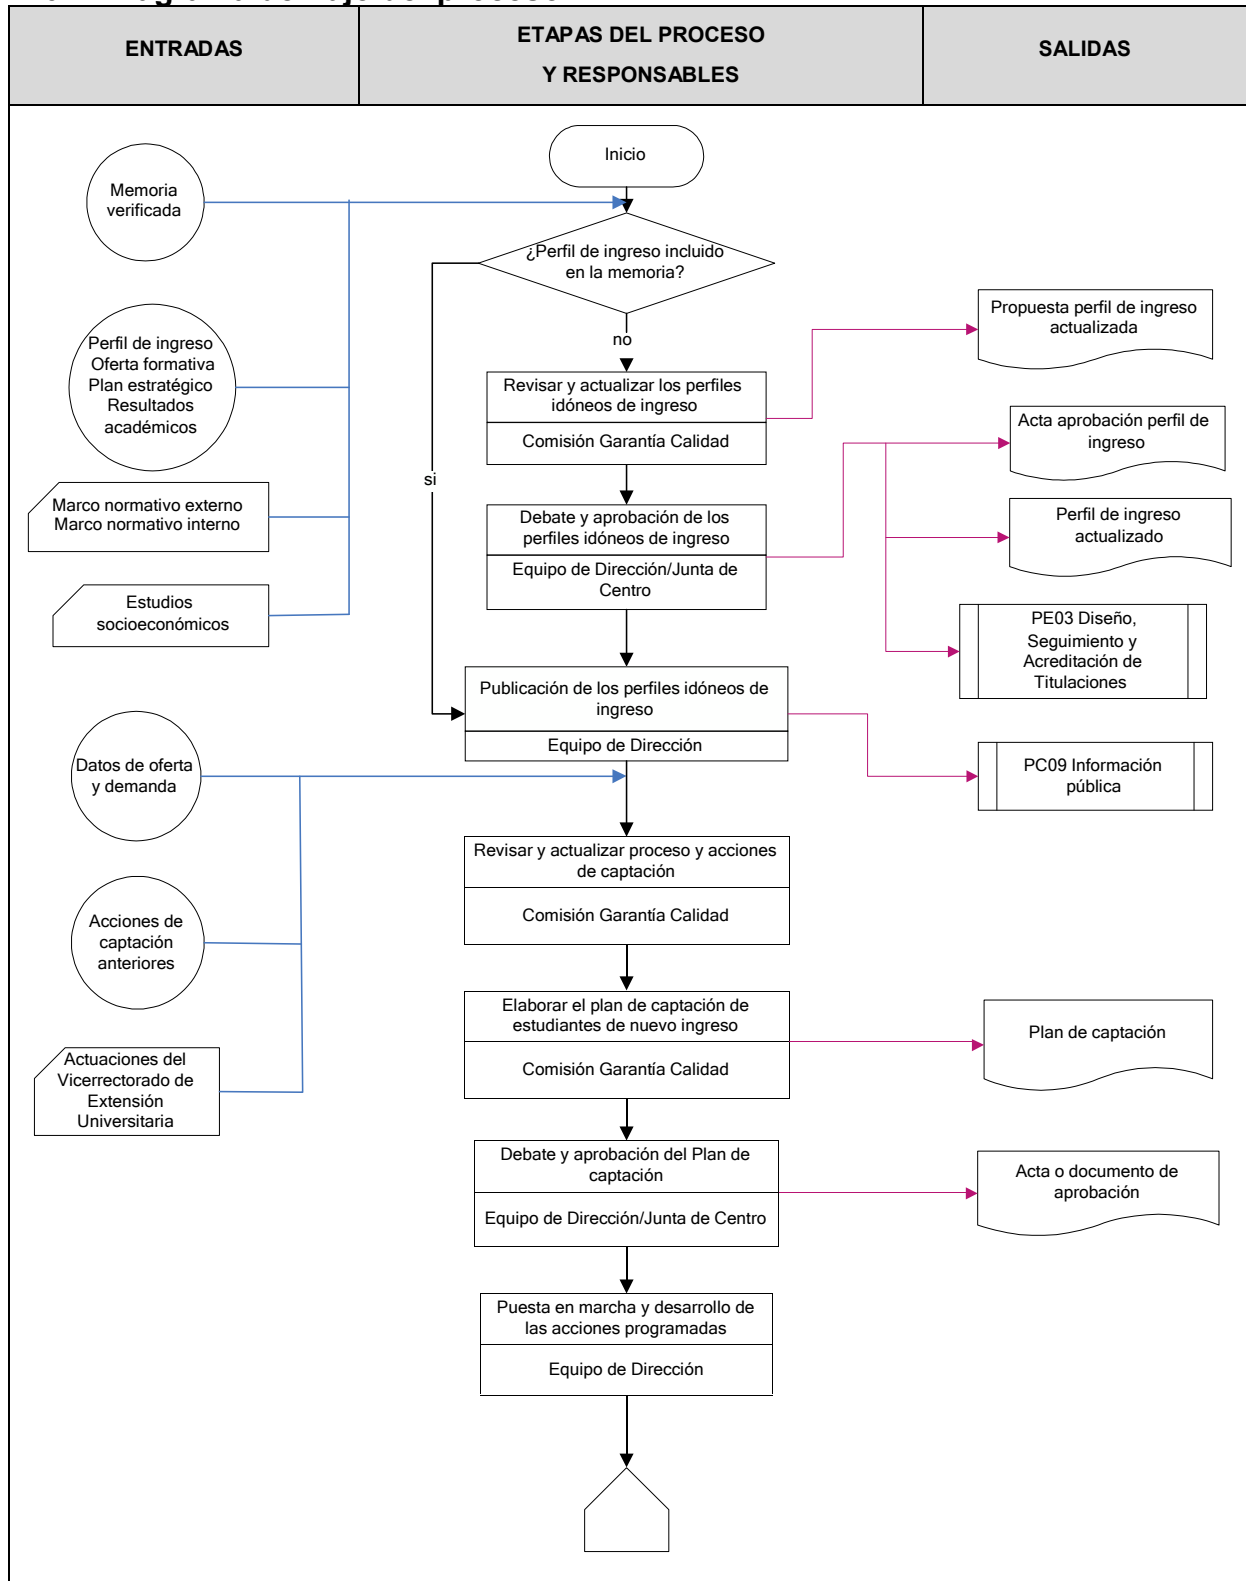 ENTRADAS
ETAPAS DEL PROCESO
Y RESPONSABLES
SALIDAS
Inicio
Memoria
verificada
¿Perfil de ingreso incluido
en la memoria?
no
si
Perfil de ingreso
Oferta formativa
Plan estratégico
Resultados
académicos
Marco normativo externo
Marco normativo interno
Estudios
socioeconómicos
Revisar y actualizar los perfiles
idóneos de ingreso
Comisión Garantía Calidad
Propuesta perfil de ingreso
actualizada
Debate y aprobación de los
perfiles idóneos de ingreso
Equipo de Dirección/Junta de
Centro
Acta aprobación perfil de
ingreso
Perfil de ingreso
actualizado
PE03 Diseño,
Seguimiento y
Acreditación de
Titulaciones
Publicación de los perfiles idóneos de
ingreso
Equipo de Dirección
PC09 Información
pública
Datos de oferta
y demanda
Acciones de
captación
anteriores
Actuaciones del
Vicerrectorado de
Extensión
Universitaria
Revisar y actualizar proceso y acciones
de captación
Comisión Garantía Calidad
Elaborar el plan de captación de
estudiantes de nuevo ingreso
Comisión Garantía Calidad
Plan de captación
Debate y aprobación del Plan de
captación
Equipo de Dirección/Junta de Centro
Acta o documento de
aprobación
Puesta en marcha y desarrollo de
las acciones programadas
Equipo de Dirección